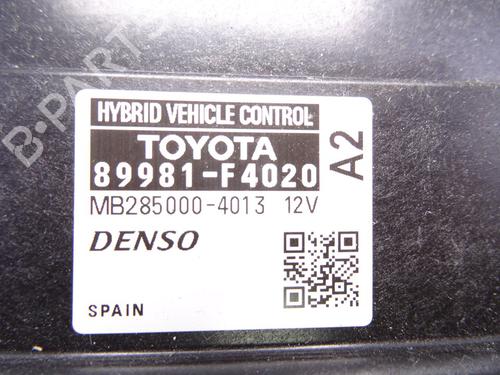 HYBRID VEHICLE CONTROL
TOYOTA
89981-F4020
A2
MB285000-4013 12V
DENSO
SPAIN
B-PARTS